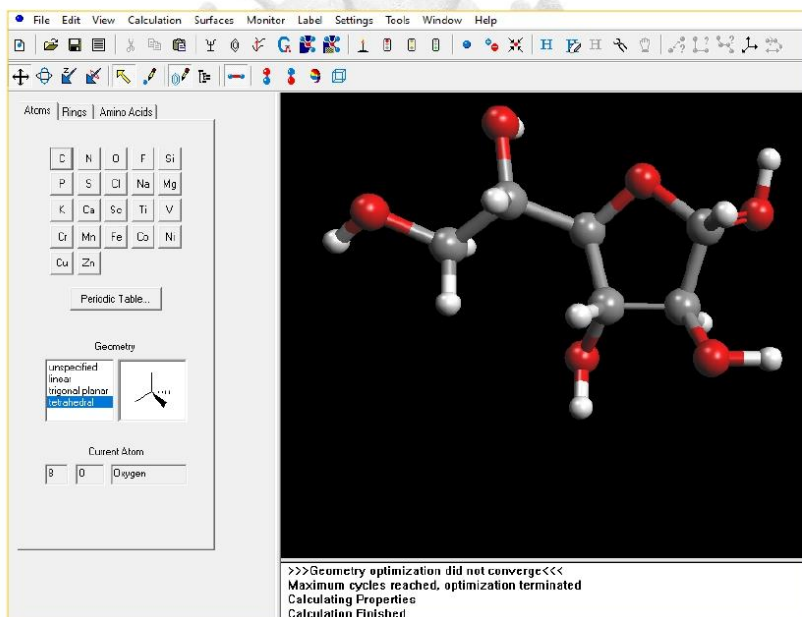 File Edit View Calculation Surfaces Monitor Label Settings Tools Window Help
H H
Atoms Rings Amino Acids
C N O F Si
P S Cl Na Mg
K Ca Sc Ti V
Cr Mn Fe Co Ni
Cu Zn
Periodic Table...
Geometry
unspecified
linear
trigonal planar
tetrahedral
Current Atom
8 O Oxygen
>>>Geometry optimization did not converge<<<
Maximum cycles reached, optimization terminated
Calculating Properties
Calculation Finished